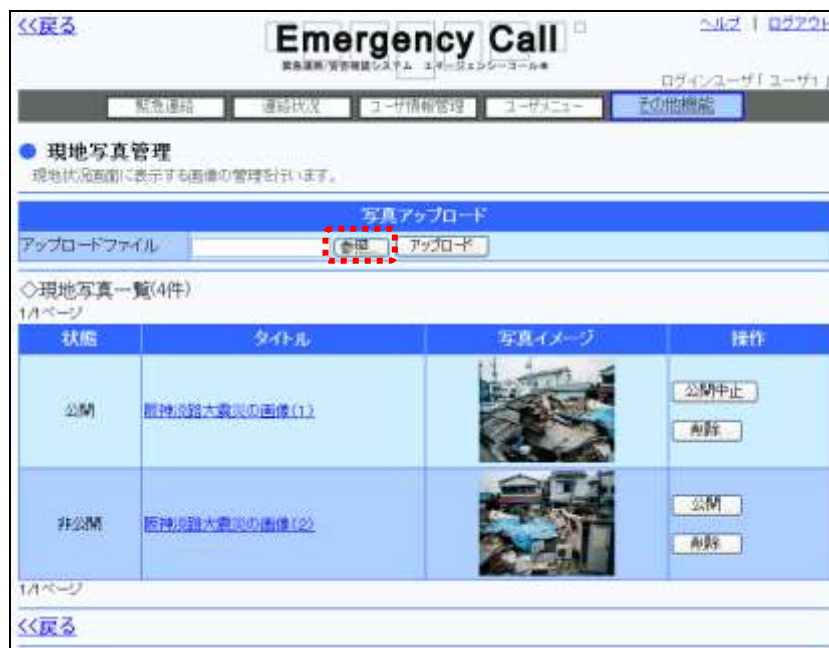 <<戻る
Emergency Call
ヘルプ | ログアウト
緊急連絡/安否確認システム エマージェンシーコール®
ログインユーザ「ユーザ1」
緊急連絡 連絡状況 ユーザ情報管理 ユーザメニュー その他機能
● 現地写真管理
現地状況画面に表示する画像の管理を行います。
写真アップロード
アップロードファイル 参照... アップロード
◇現地写真一覧(4件)
1/1ページ
状態 タイトル 写真イメージ 操作
公開 阪神淡路大震災の画像(1) 公開中止
削除
非公開 阪神淡路大震災の画像(2) 公開
削除
1/1ページ
<<戻る